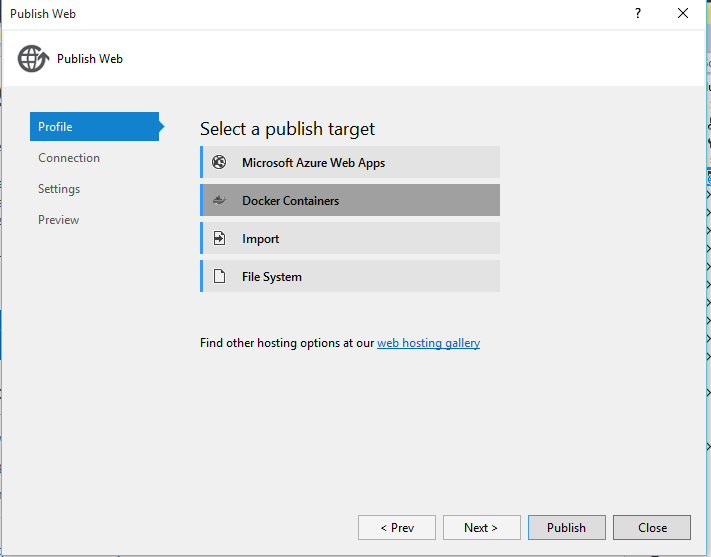 Publish Web
?
Publish Web
Profile
Connection
Settings
Preview
Select a publish target
Microsoft Azure Web Apps
Docker Containers
Import
File System
Find other hosting options at our web hosting gallery
< Prev
Next >
Publish
Close